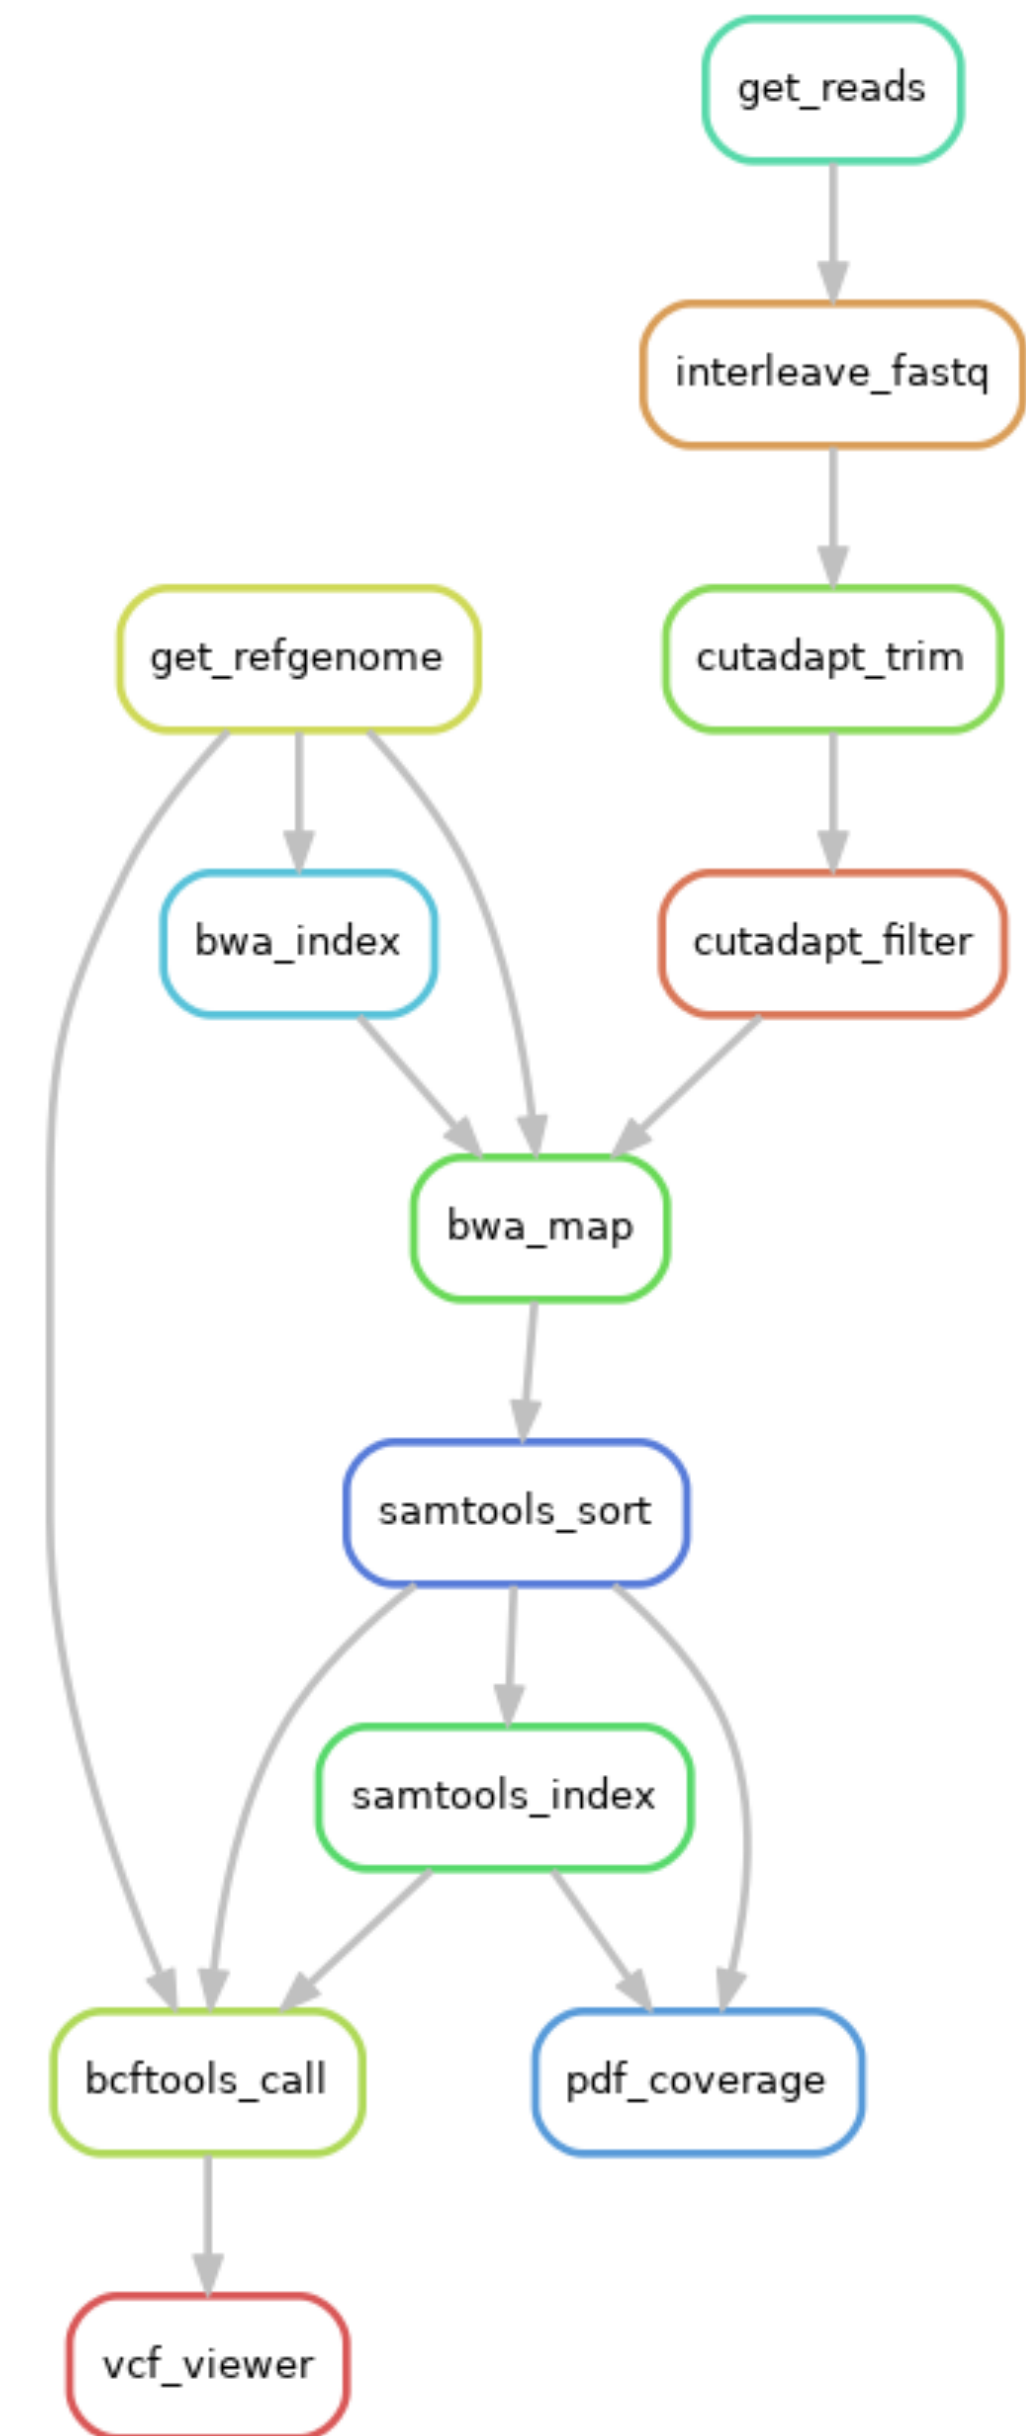 get_reads
interleave_fastq
get_refgenome
cutadapt_trim
bwa_index
cutadapt_filter
bwa_map
samtools_sort
samtools_index
bcftools_call
pdf_coverage
vcf_viewer